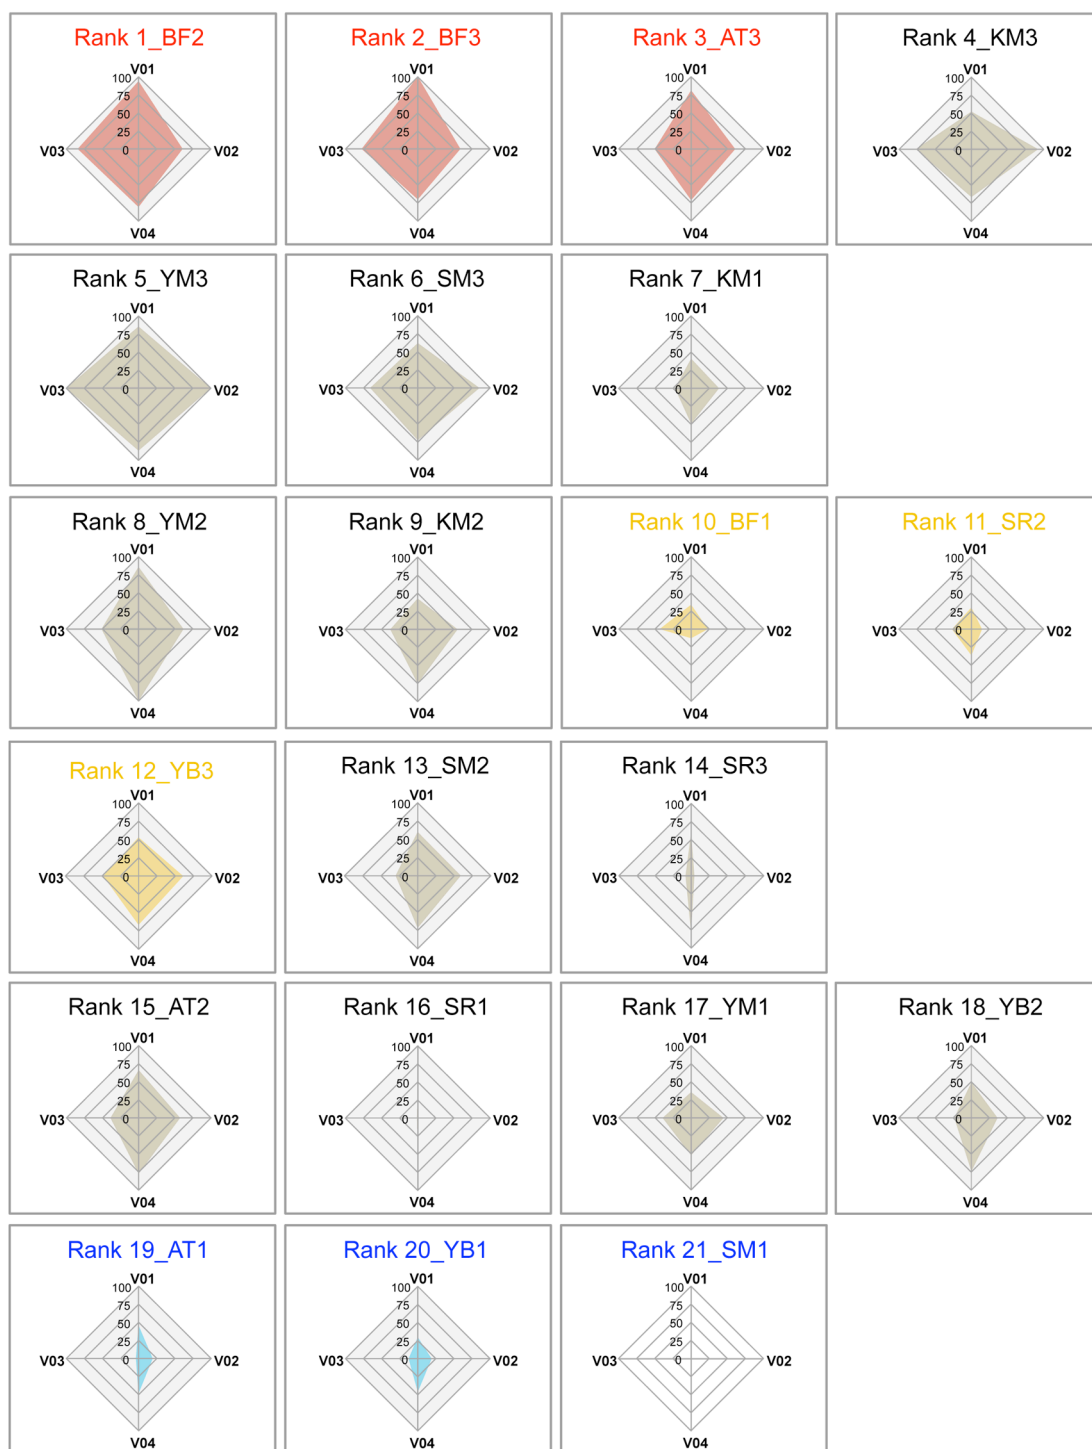 Rank 1_BF2
V01
100
75
50
25
0
V03
V02
V04
Rank 2_BF3
V01
100
75
50
25
0
V03
V02
V04
Rank 3_AT3
V01
100
75
50
25
0
V03
V02
V04
Rank 4_KM3
V01
100
75
50
25
0
V03
V02
V04
Rank 5_YM3
V01
100
75
50
25
0
V03
V02
V04
Rank 6_SM3
V01
100
75
50
25
0
V03
V02
V04
Rank 7_KM1
V01
100
75
50
25
0
V03
V02
V04
Rank 8_YM2
V01
100
75
50
25
0
V03
V02
V04
Rank 9_KM2
V01
100
75
50
25
0
V03
V02
V04
Rank 10_BF1
V01
100
75
50
25
0
V03
V02
V04
Rank 11_SR2
V01
100
75
50
25
0
V03
V02
V04
Rank 12_YB3
V01
100
75
50
25
0
V03
V02
V04
Rank 13_SM2
V01
100
75
50
25
0
V03
V02
V04
Rank 14_SR3
V01
100
75
50
25
0
V03
V02
V04
Rank 15_AT2
V01
100
75
50
25
0
V03
V02
V04
Rank 16_SR1
V01
100
75
50
25
0
V03
V02
V04
Rank 17_YM1
V01
100
75
50
25
0
V03
V02
V04
Rank 18_YB2
V01
100
75
50
25
0
V03
V02
V04
Rank 19_AT1
V01
100
75
50
25
0
V03
V02
V04
Rank 20_YB1
V01
100
75
50
25
0
V03
V02
V04
Rank 21_SM1
V01
100
75
50
25
0
V03
V02
V04